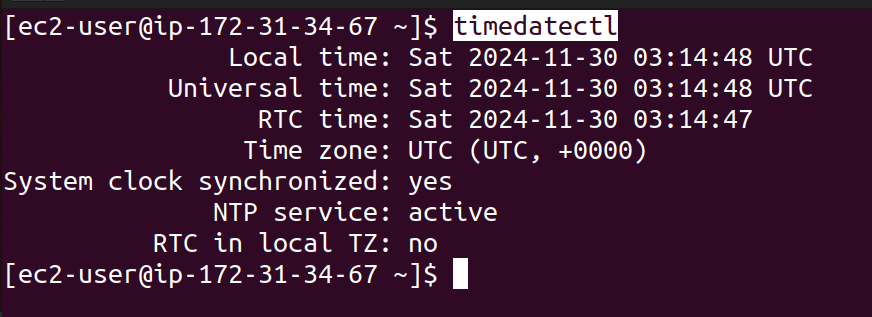 [ec2-user@ip-172-31-34-67 ~]$ timedatectl
Local time: Sat 2024-11-30 03:14:48 UTC
Universal time: Sat 2024-11-30 03:14:48 UTC
RTC time: Sat 2024-11-30 03:14:47
Time zone: UTC (UTC, +0000)
System clock synchronized: yes
NTP service: active
RTC in local TZ: no
[ec2-user@ip-172-31-34-67 ~]$